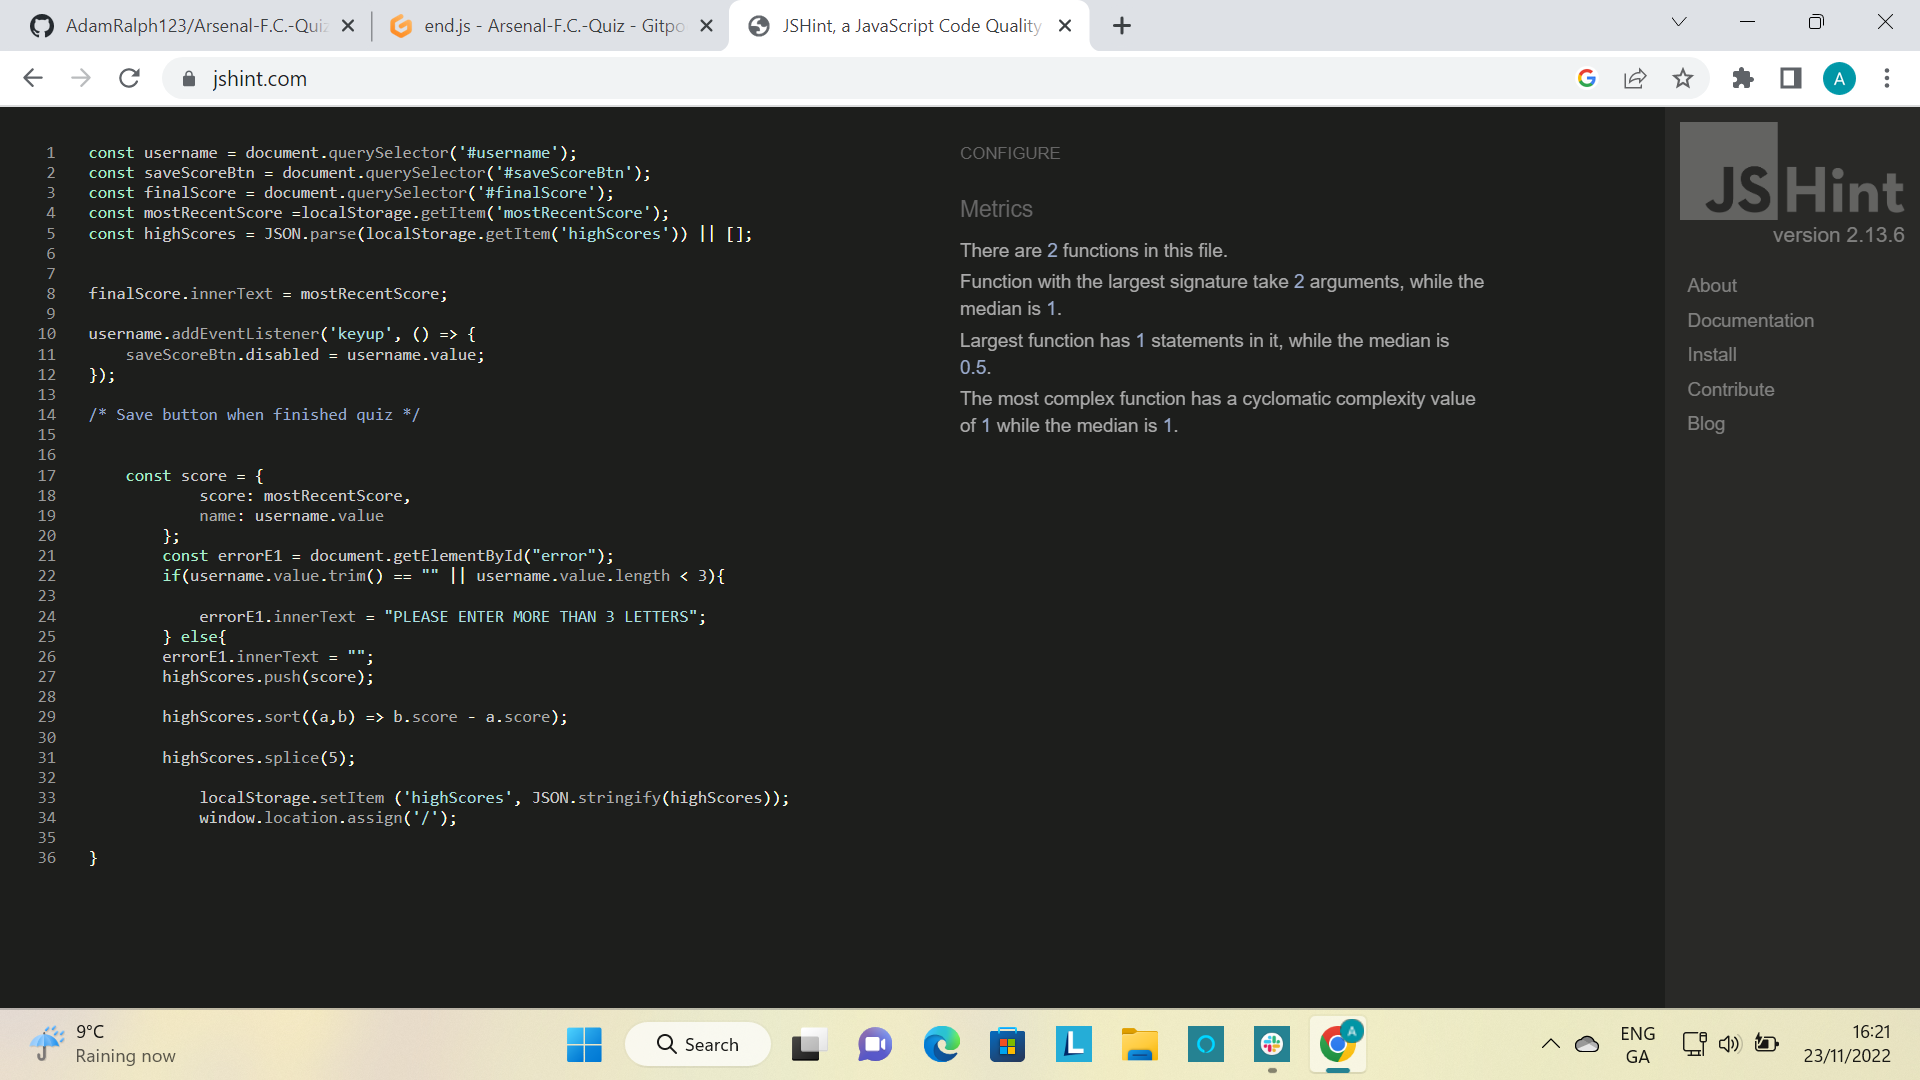 AdamRalph123/Arsenal-F.C.-Quiz
end.js - Arsenal-F.C.-Quiz - Gitpo
JSHint, a JavaScript Code Quality
jshint.com
A
1 const username = document.querySelector('#username');
2 const saveScoreBtn = document.querySelector('#saveScoreBtn');
3 const finalScore = document.querySelector('#finalScore');
4 const mostRecentScore =localStorage.getItem('mostRecentScore');
5 const highScores = JSON.parse(localStorage.getItem('highScores')) || [];
6
7
8 finalScore.innerText = mostRecentScore;
9
10 username.addEventListener('keyup', () => {
11 saveScoreBtn.disabled = username.value;
12 });
13
14 /* Save button when finished quiz */
15
16
17 const score = {
18 score: mostRecentScore,
19 name: username.value
20 };
21 const errorE1 = document.getElementById("error");
22 if(username.value.trim() == "" || username.value.length < 3){
23
24 errorE1.innerText = "PLEASE ENTER MORE THAN 3 LETTERS";
25 } else{
26 errorE1.innerText = "";
27 highScores.push(score);
28
29 highScores.sort((a,b) => b.score - a.score);
30
31 highScores.splice(5);
32
33 localStorage.setItem ('highScores', JSON.stringify(highScores));
34 window.location.assign('/');
35
36 }
CONFIGURE
Metrics
There are 2 functions in this file.
Function with the largest signature take 2 arguments, while the
median is 1.
Largest function has 1 statements in it, while the median is
0.5.
The most complex function has a cyclomatic complexity value
of 1 while the median is 1.
JSHint
version 2.13.6
About
Documentation
Install
Contribute
Blog
9°C
Raining now
Search
L
A
ENG
GA
16:21
23/11/2022